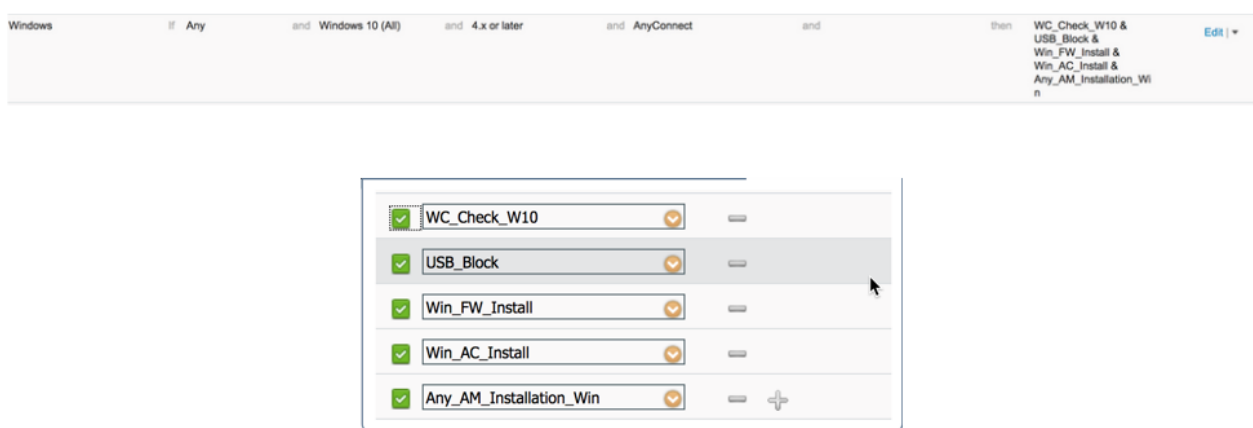 Windows If Any and Windows 10 (All) and 4.x or later and AnyConnect and then WC_Check_W10 &
USB_Block &
Win_FW_Install &
Win_AC_Install &
Any_AM_Installation_Wi
n
Edit |
WC_Check_W10
USB_Block
Win_FW_Install
Win_AC_Install
Any_AM_Installation_Win